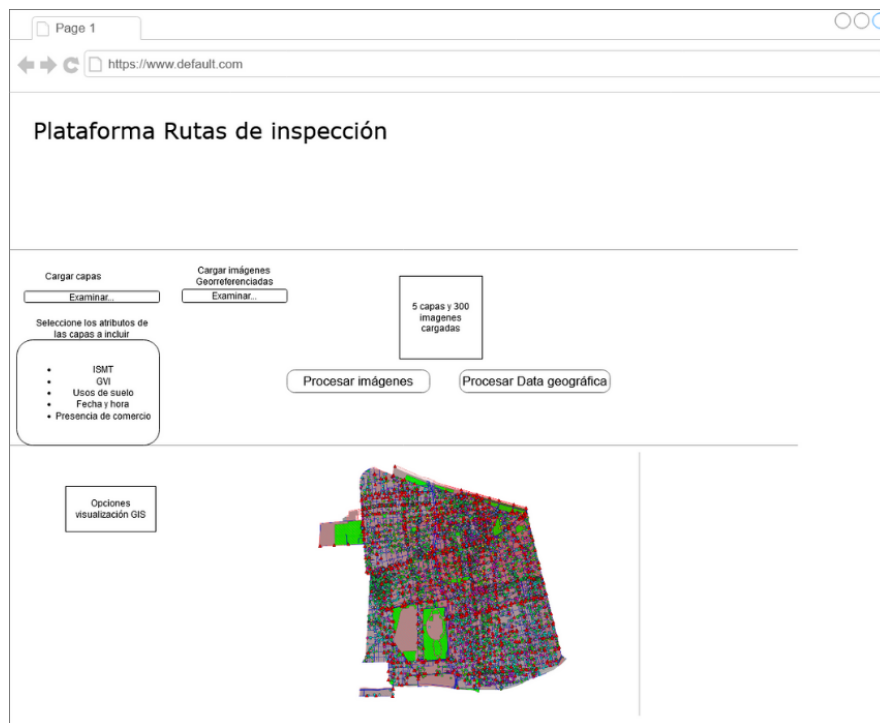 Page 1
https://www.default.com
Plataforma Rutas de inspección
Cargar capas
Examinar...
Cargar imágenes
Georreferenciadas
Examinar...
5 capas y 300
imagenes
cargadas
Seleccione los atributos de
las capas a incluir
• ISMT
• GVI
• Usos de suelo
• Fecha y hora
• Presencia de comercio
Procesar imágenes
Procesar Data geográfica
Opciones
visualización GIS